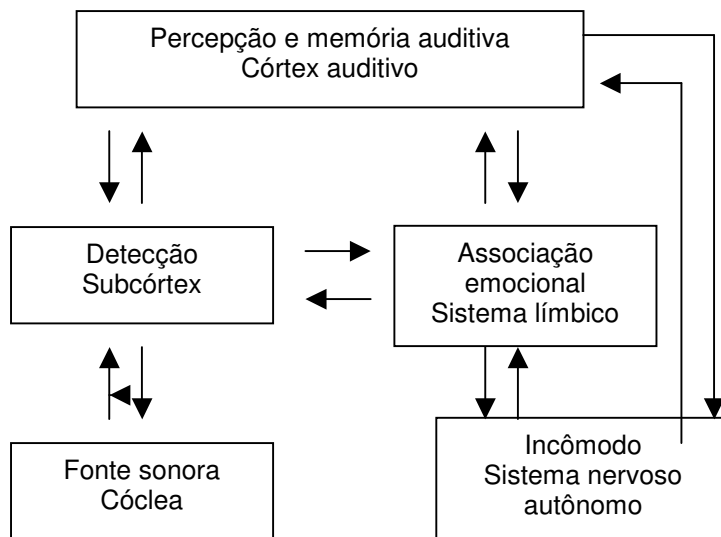 Percepção e memória auditiva
Córtex auditivo
Detecção
Subcórtex
Associação
emocional
Sistema límbico
Fonte sonora
Cóclea
Incômodo
Sistema nervoso
autônomo